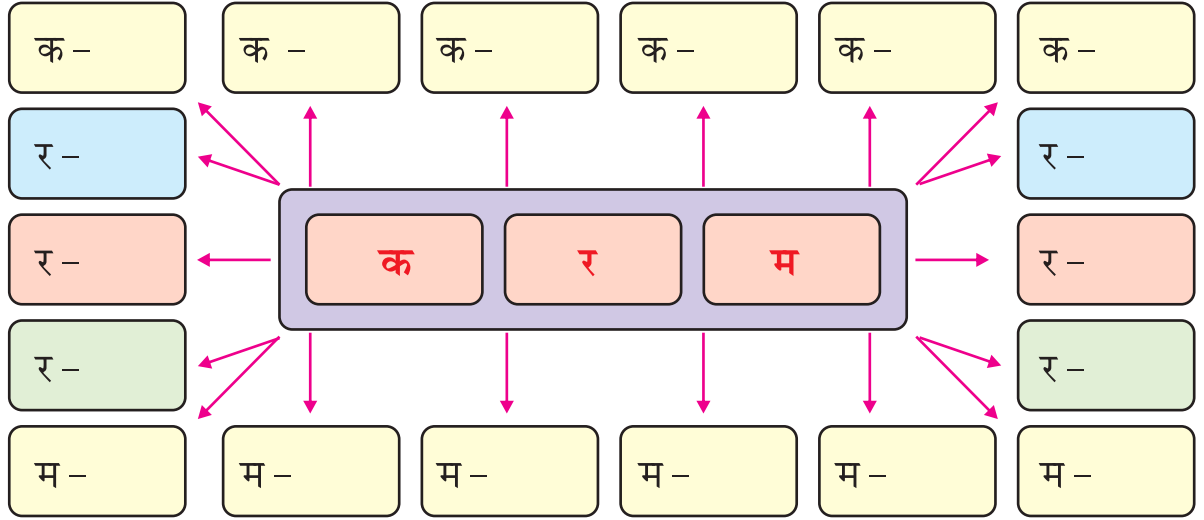 क –
क –
क –
क –
क –
क –
र –
र –
र –
क
र
म
र –
र –
र –
म –
म –
म –
म –
म –
म –